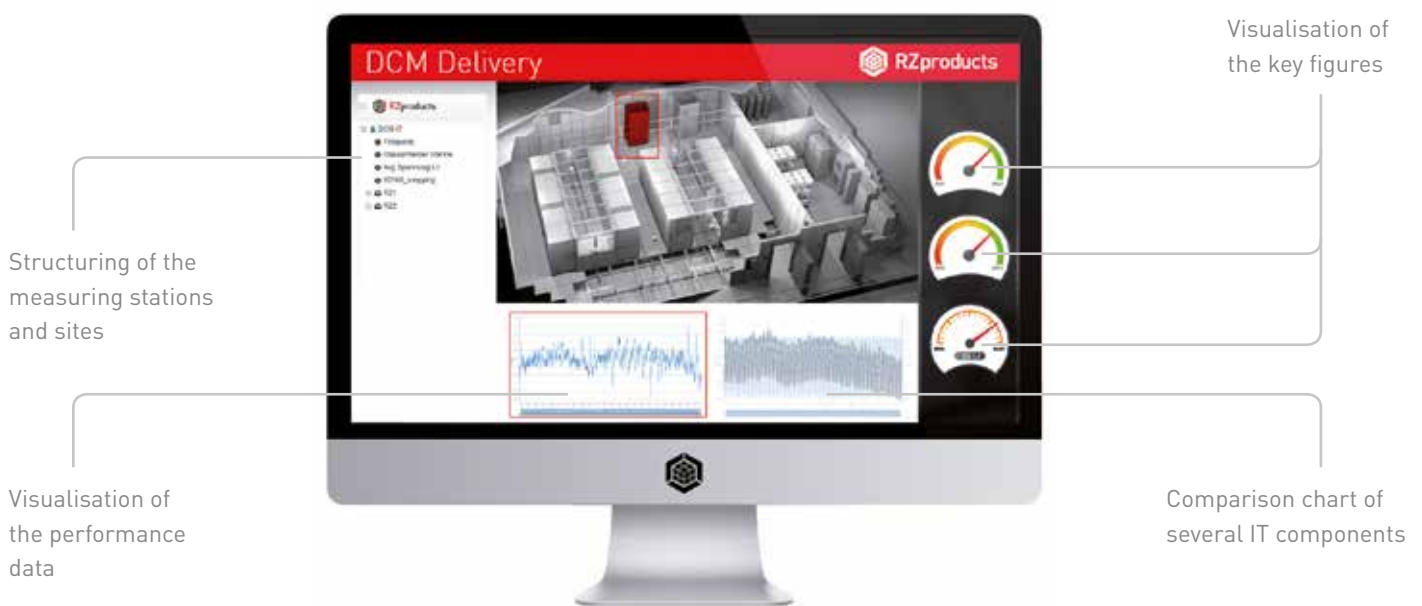 Visualisation of
the key figures
DCM Delivery
RZproducts
RZproducts
Structuring of the
measuring stations
and sites
Visualisation of
the performance
data
Comparison chart of
several IT components